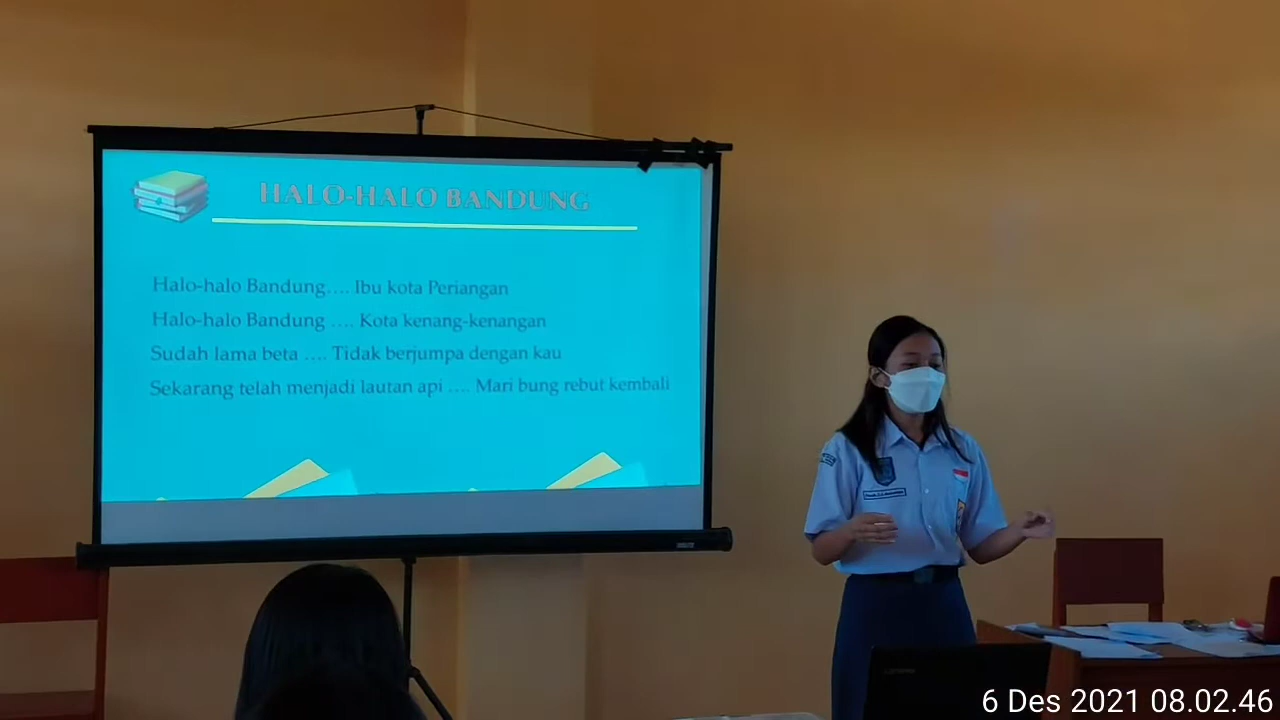 HALO-HALO BANDUNG
Halo-halo Bandung…. Ibu kota Periangan
Halo-halo Bandung …. Kota kenang-kenangan
Sudah lama beta …. Tidak berjumpa dengan kau
Sekarang telah menjadi lautan api …. Mari bung rebut kembali
6 Des 2021 08.02.46